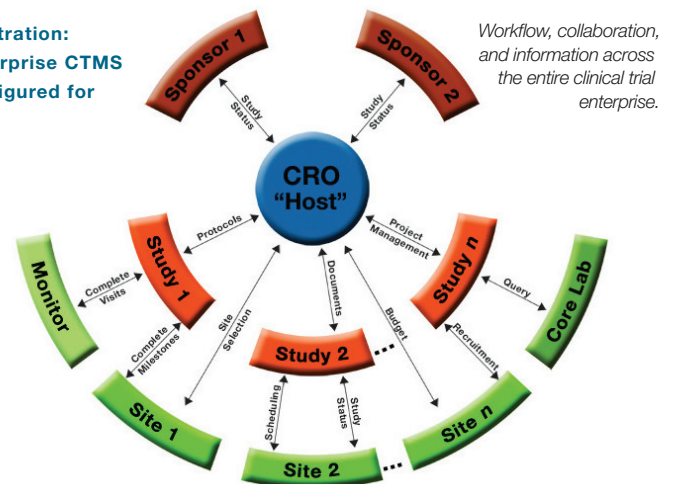 tration:
rprise CTMS
igured for
Workflow, collaboration,
and information across
the entire clinical trial
enterprise.
Sponsor 1
Sponsor 2
Study
Status
Study
Status
CRO
“Host”
Protocols
Project
Management
Monitor
Complete
Visits
Study 1
Documents
Study n
Query
Core Lab
Site
Selection
Budget
Complete
Milestones
Recruitment
Study 2
...
Scheduling
Study
Status
Site 1
Site 2
...
Site n